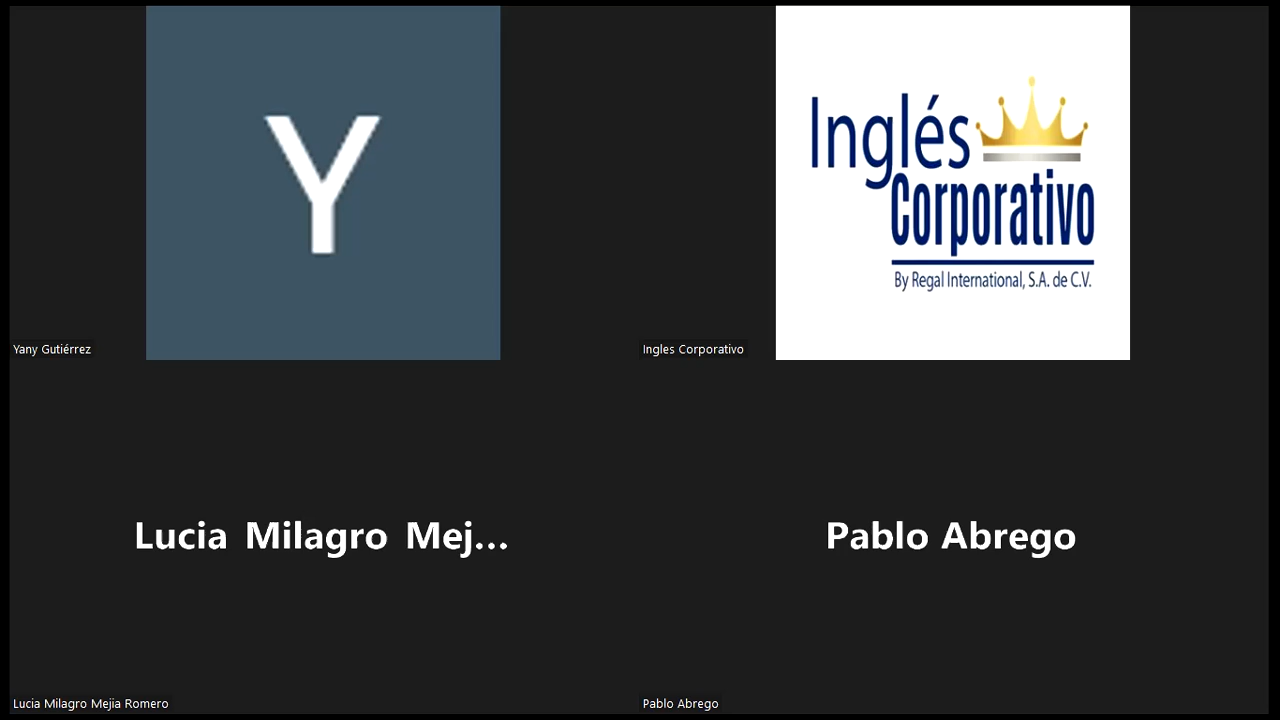 Y
Inglés
Corporativo
By Regal International, S.A. de C.V.
Yany Gutiérrez
Ingles Corporativo
Lucia Milagro Mej...
Pablo Abrego
Lucia Milagro Mejia Romero
Pablo Abrego